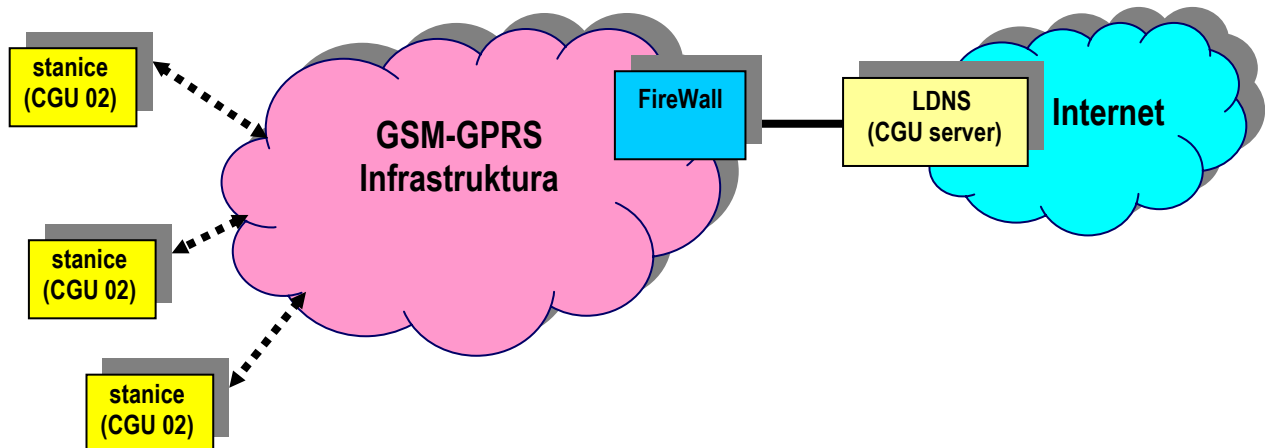 stanice
(CGU 02)
GSM-GPRS
Infrastruktura
FireWall
LDNS
(CGU server)
Internet
stanice
(CGU 02)
stanice
(CGU 02)